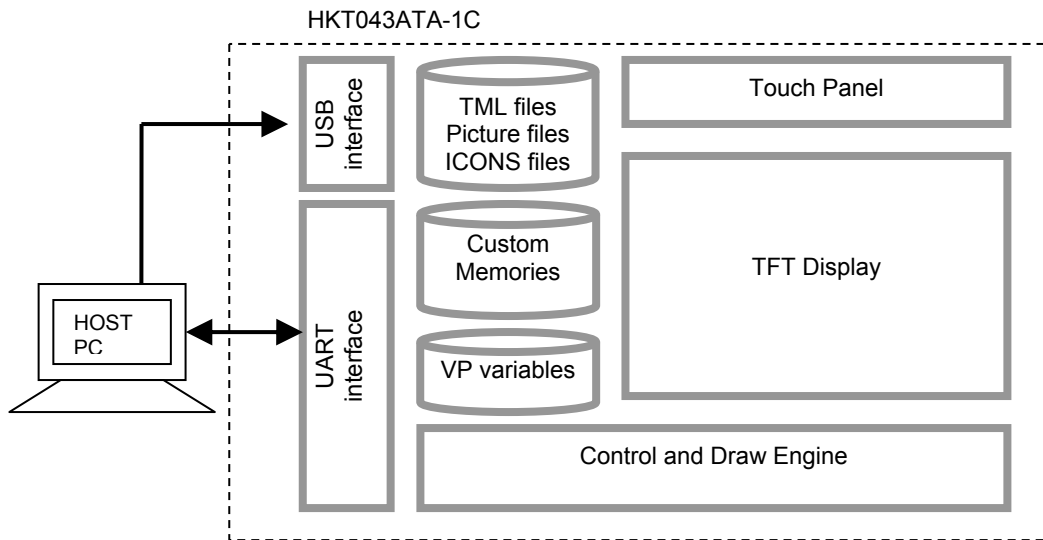 HKT043ATA-1C
USB
interface
TML files
Picture files
ICONS files
Touch Panel
Custom
Memories
TFT Display
HOST
PC
UART
interface
VP variables
Control and Draw Engine